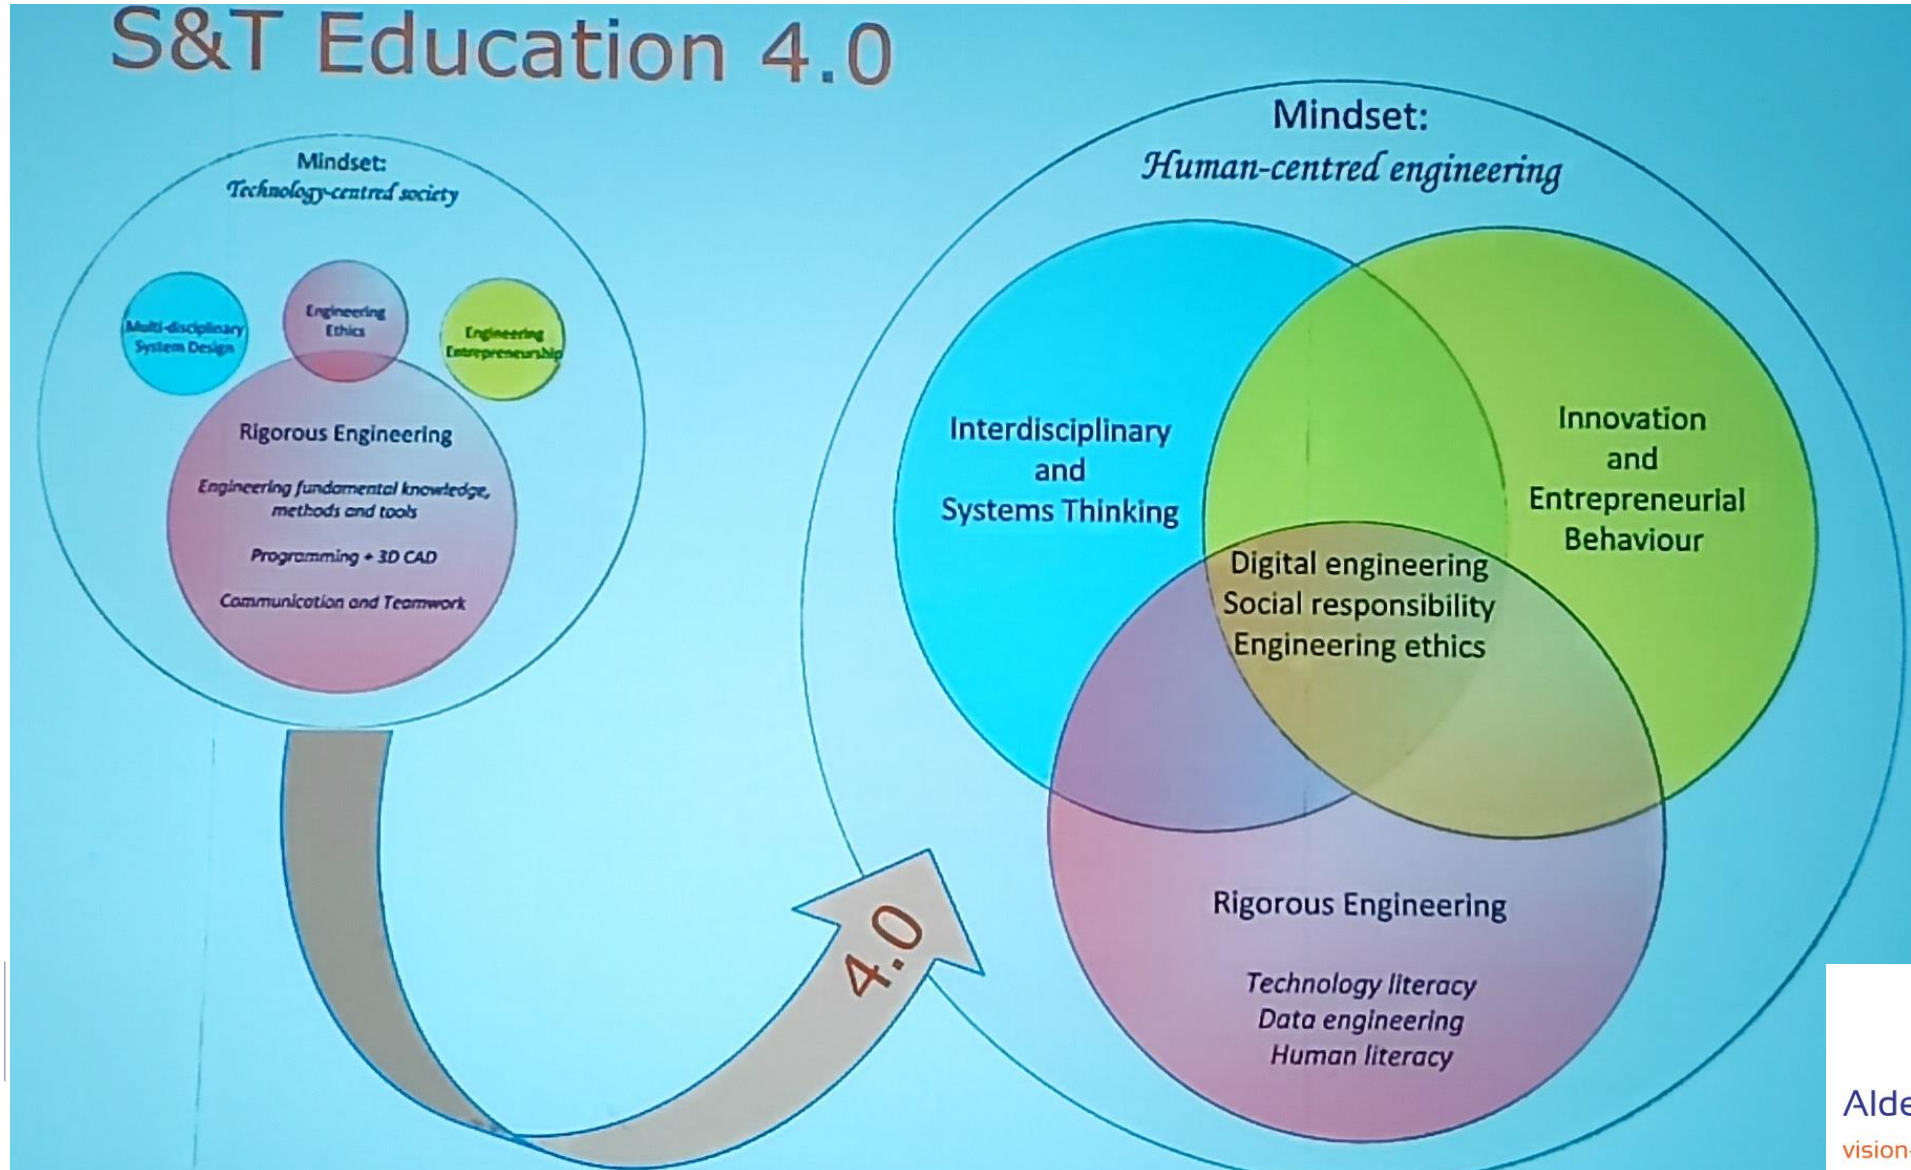 S&T Education 4.0
Mindset:
Technology-centred society
Multi-disciplinary
System Design
Engineering
Ethics
Engineering
Entrepreneurship
Rigorous Engineering
Engineering fundamental knowledge,
methods and tools
Programming + 3D CAD
Communication and Teamwork
4.0
Mindset:
Human-centred engineering
Interdisciplinary
and
Systems Thinking
Innovation
and
Entrepreneurial
Behaviour
Digital engineering
Social responsibility
Engineering ethics
Rigorous Engineering
Technology literacy
Data engineering
Human literacy